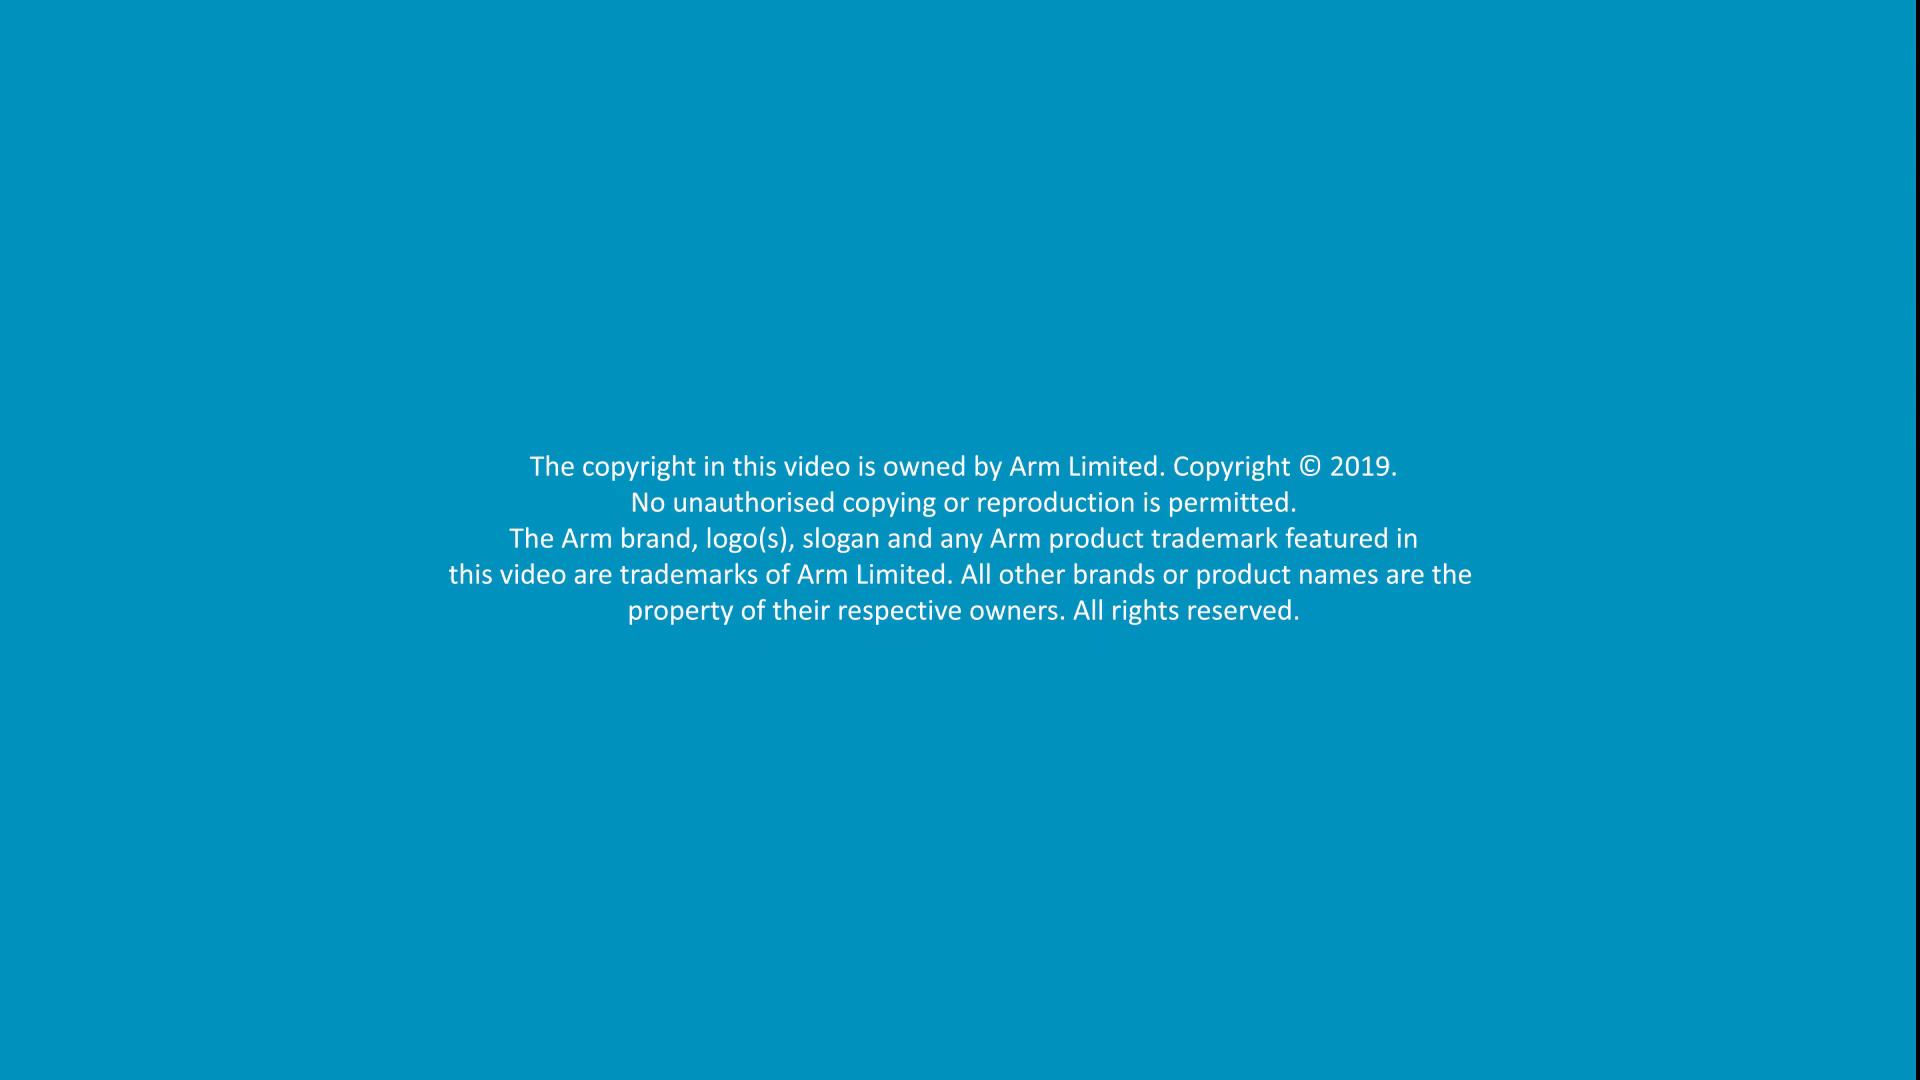 The copyright in this video is owned by Arm Limited. Copyright © 2019.
No unauthorised copying or reproduction is permitted.
The Arm brand, logo(s), slogan and any Arm product trademark featured in
this video are trademarks of Arm Limited. All other brands or product names are the
property of their respective owners. All rights reserved.